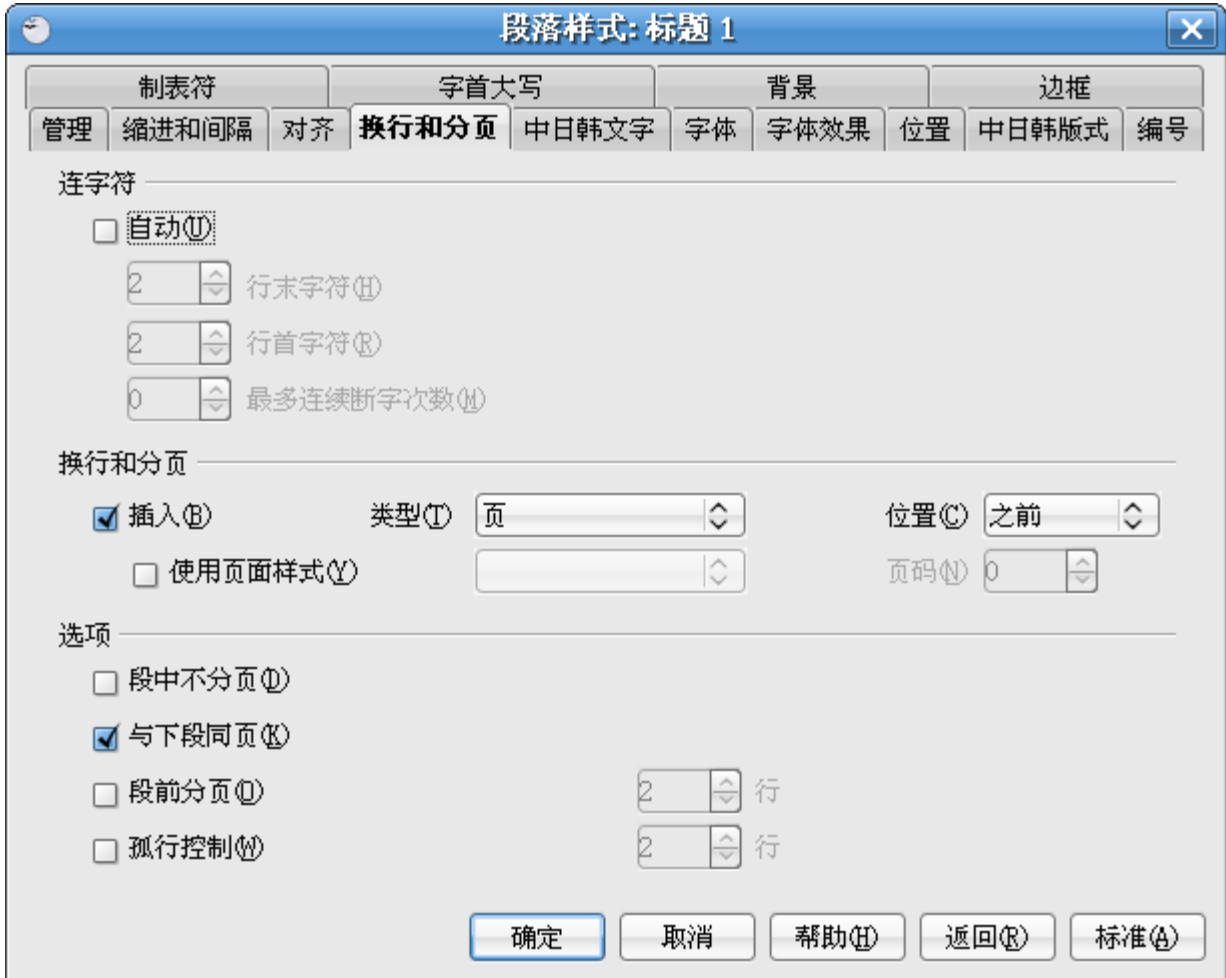 段落样式: 标题 1
制表符 字首大写 背景 边框
管理 缩进和间隔 对齐 换行和分页 中日韩文字 字体 字体效果 位置 中日韩版式 编号
连字符
自动(U)
2 行末字符(H)
2 行首字符(R)
0 最多连续断字次数(M)
换行和分页
插入(B) 类型(T) 页 位置(C) 之前
使用页面样式(Y) 页码(N) 0
选项
段中不分页(D)
与下段同页(K)
段前分页(O) 2 行
孤行控制(W) 2 行
确定 取消 帮助(H) 返回(R) 标准(A)